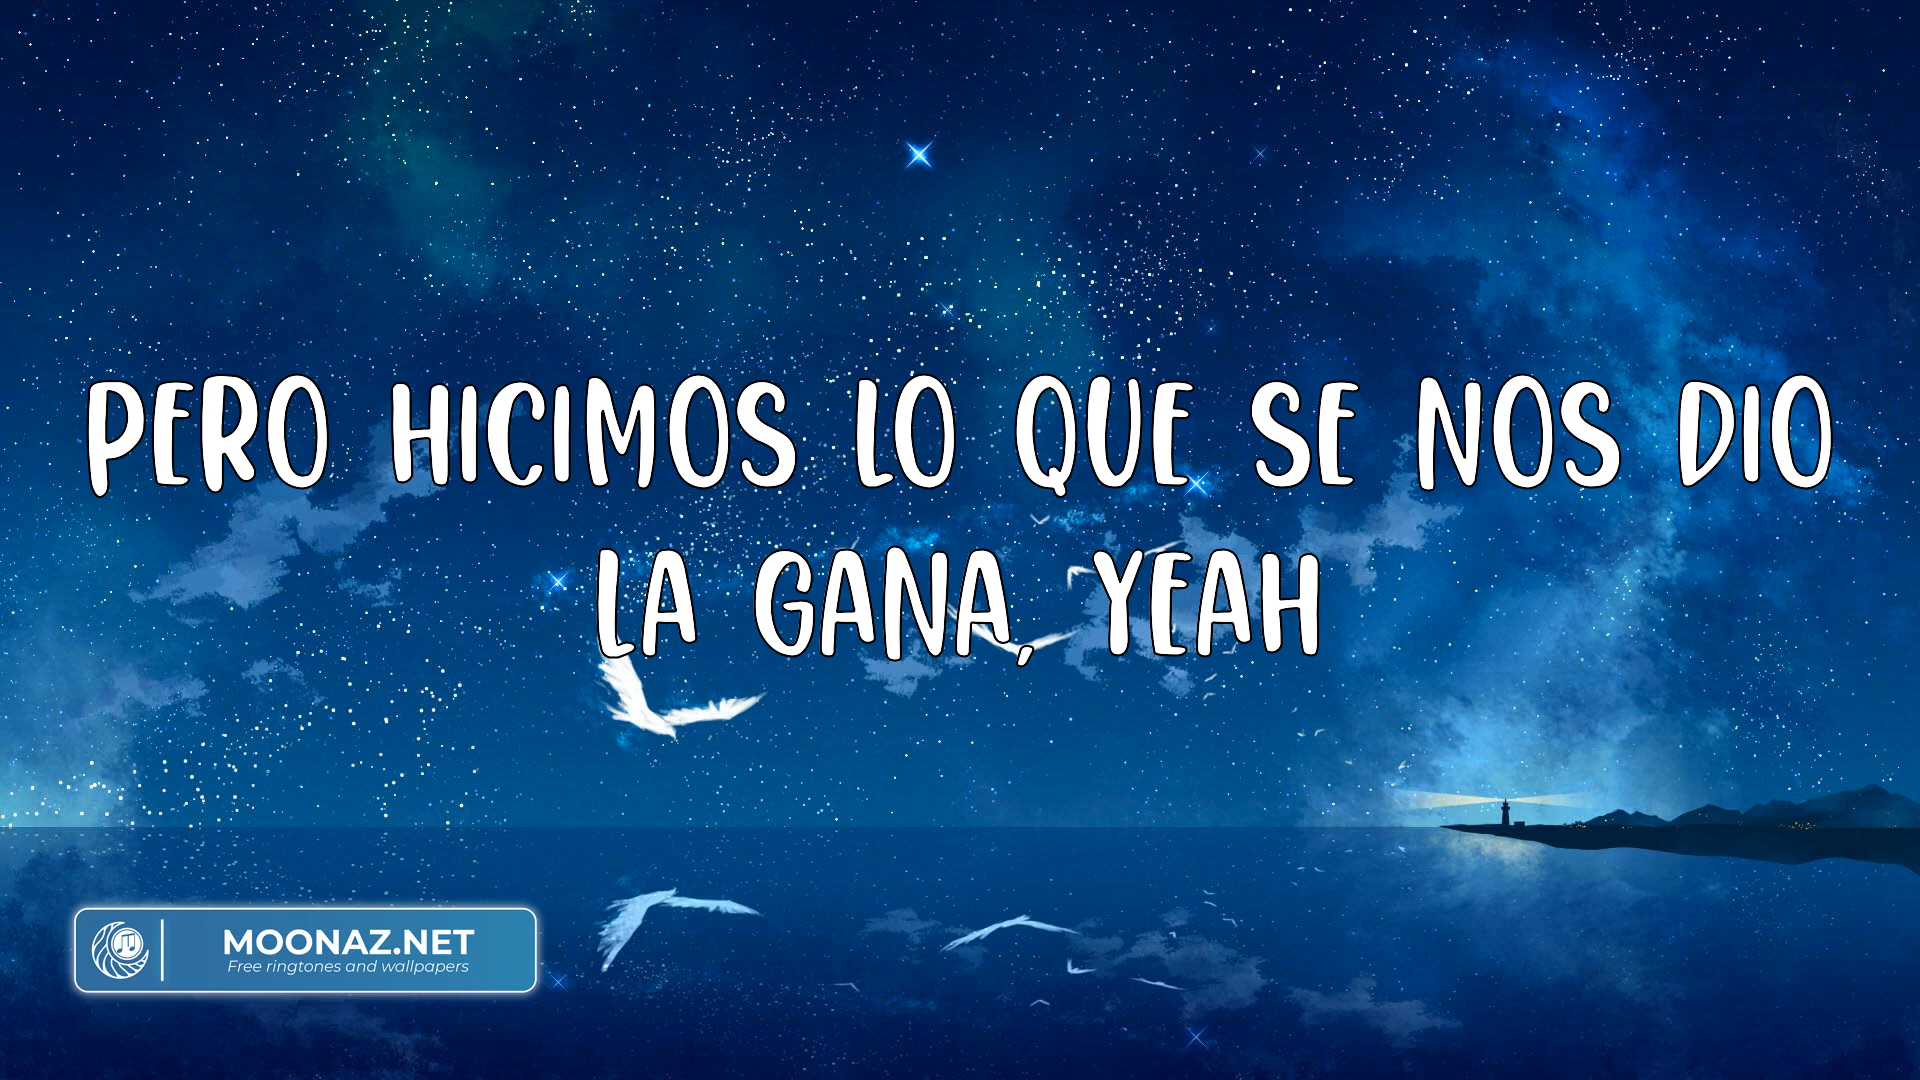 PERO HICIMOS LO QUE SE NOS DIO
LA GANA, YEAH
MOONAZ.NET
Free ringtones and wallpapers